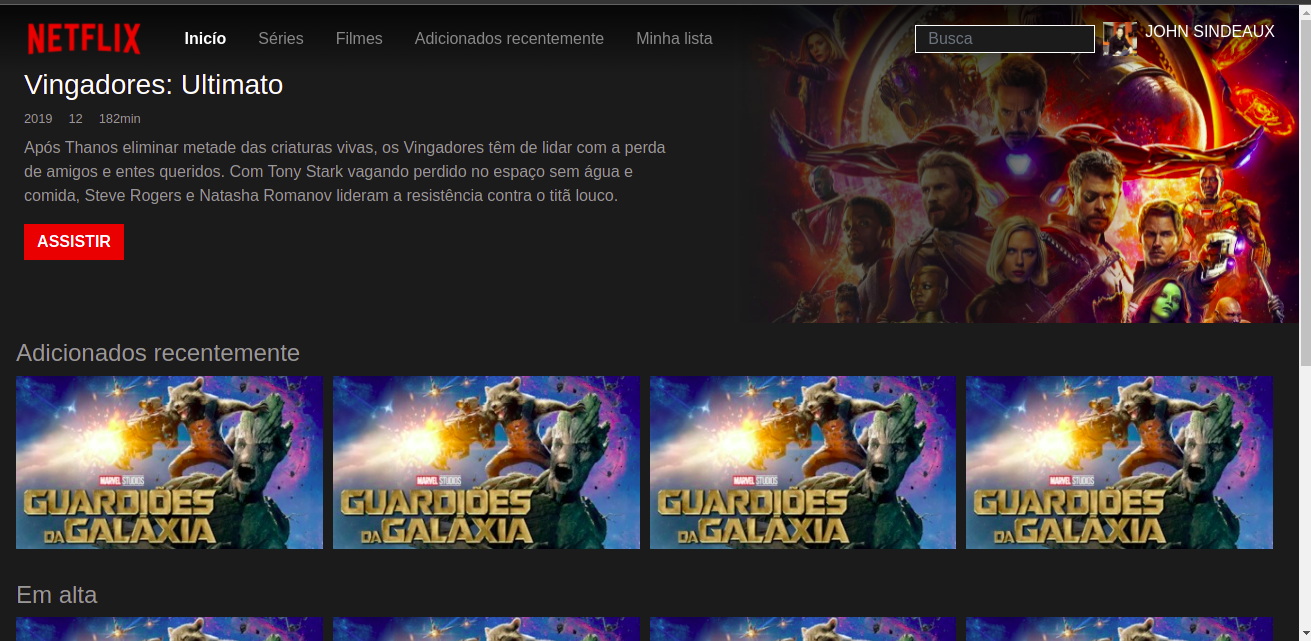 NETFLIX
Inicío Séries Filmes Adicionados recentemente Minha lista Busca JOHN SINDEAUX
Vingadores: Ultimato
2019 12 182min
Após Thanos eliminar metade das criaturas vivas, os Vingadores têm de lidar com a perda
de amigos e entes queridos. Com Tony Stark vagando perdido no espaço sem água e
comida, Steve Rogers e Natasha Romanov lideram a resistência contra o titã louco.
ASSISTIR
Adicionados recentemente
MARVEL STUDIOS
GUARDIÕES
DA GALÁXIA
MARVEL STUDIOS
GUARDIÕES
DA GALÁXIA
MARVEL STUDIOS
GUARDIÕES
DA GALÁXIA
MARVEL STUDIOS
GUARDIÕES
DA GALÁXIA
Em alta